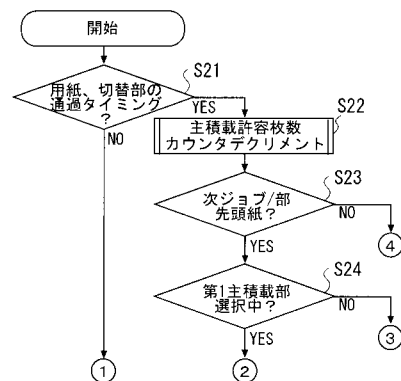 開始
S21
用紙、切替部の
通過タイミング
?
YES
NO
S22
主積載許容枚数
カウンタデクリメント
S23
次ジョブ/部
先頭紙?
NO
YES
4
S24
第1主積載部
選択中?
NO
YES
3
1
2